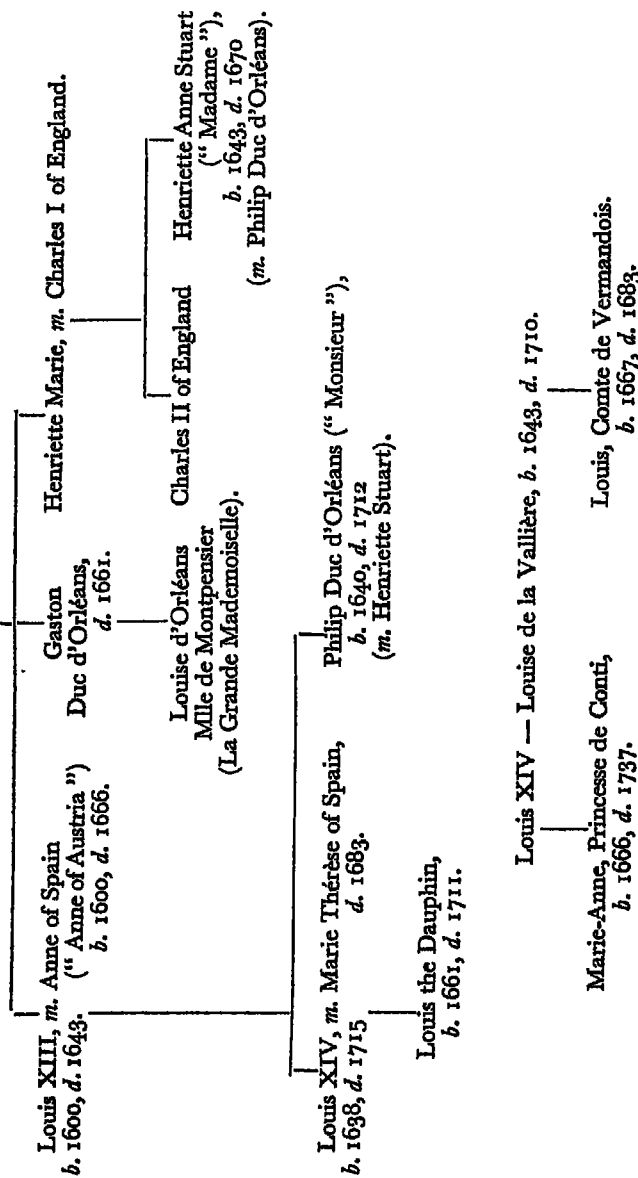 Louis XIII, m. Anne of Spain
b. 1600, d. 1643.
(“ Anne of Austria ”)
b. 1600, d. 1666.
Gaston
Duc d'Orléans,
d. 1661.
Henriette Marie, m. Charles I of England.
Louise d'Orléans
Mlle de Montpensier
(La Grande Mademoiselle).
Charles II of England
Henriette Anne Stuart
(“ Madame ”),
b. 1643, d. 1670
(m. Philip Duc d'Orléans).
Louis XIV, m. Marie Thérèse of Spain,
b. 1638, d. 1715
d. 1683.
Philip Duc d'Orléans (“ Monsieur ”),
b. 1640, d. 1712
(m. Henriette Stuart).
Louis the Dauphin,
b. 1661, d. 1711.
Louis XIV — Louise de la Vallière, b. 1643, d. 1710.
Marie-Anne, Princesse de Conti,
b. 1666, d. 1737.
Louis, Comte de Vermandois.
b. 1667, d. 1683.